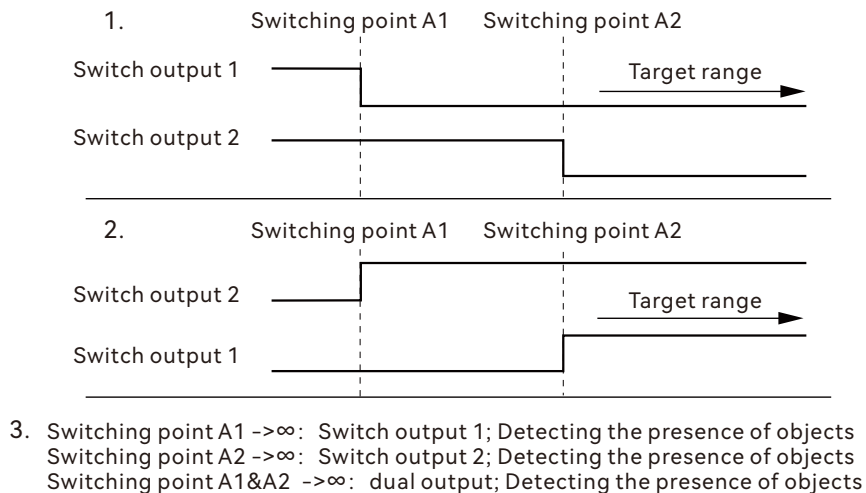 1.
Switching point A1 Switching point A2
Switch output 1
Target range
Switch output 2
2.
Switching point A1 Switching point A2
Switch output 2
Target range
Switch output 1
3. Switching point A1 ->∞: Switch output 1; Detecting the presence of objects
Switching point A2 ->∞: Switch output 2; Detecting the presence of objects
Switching point A1&A2 ->∞: dual output; Detecting the presence of objects